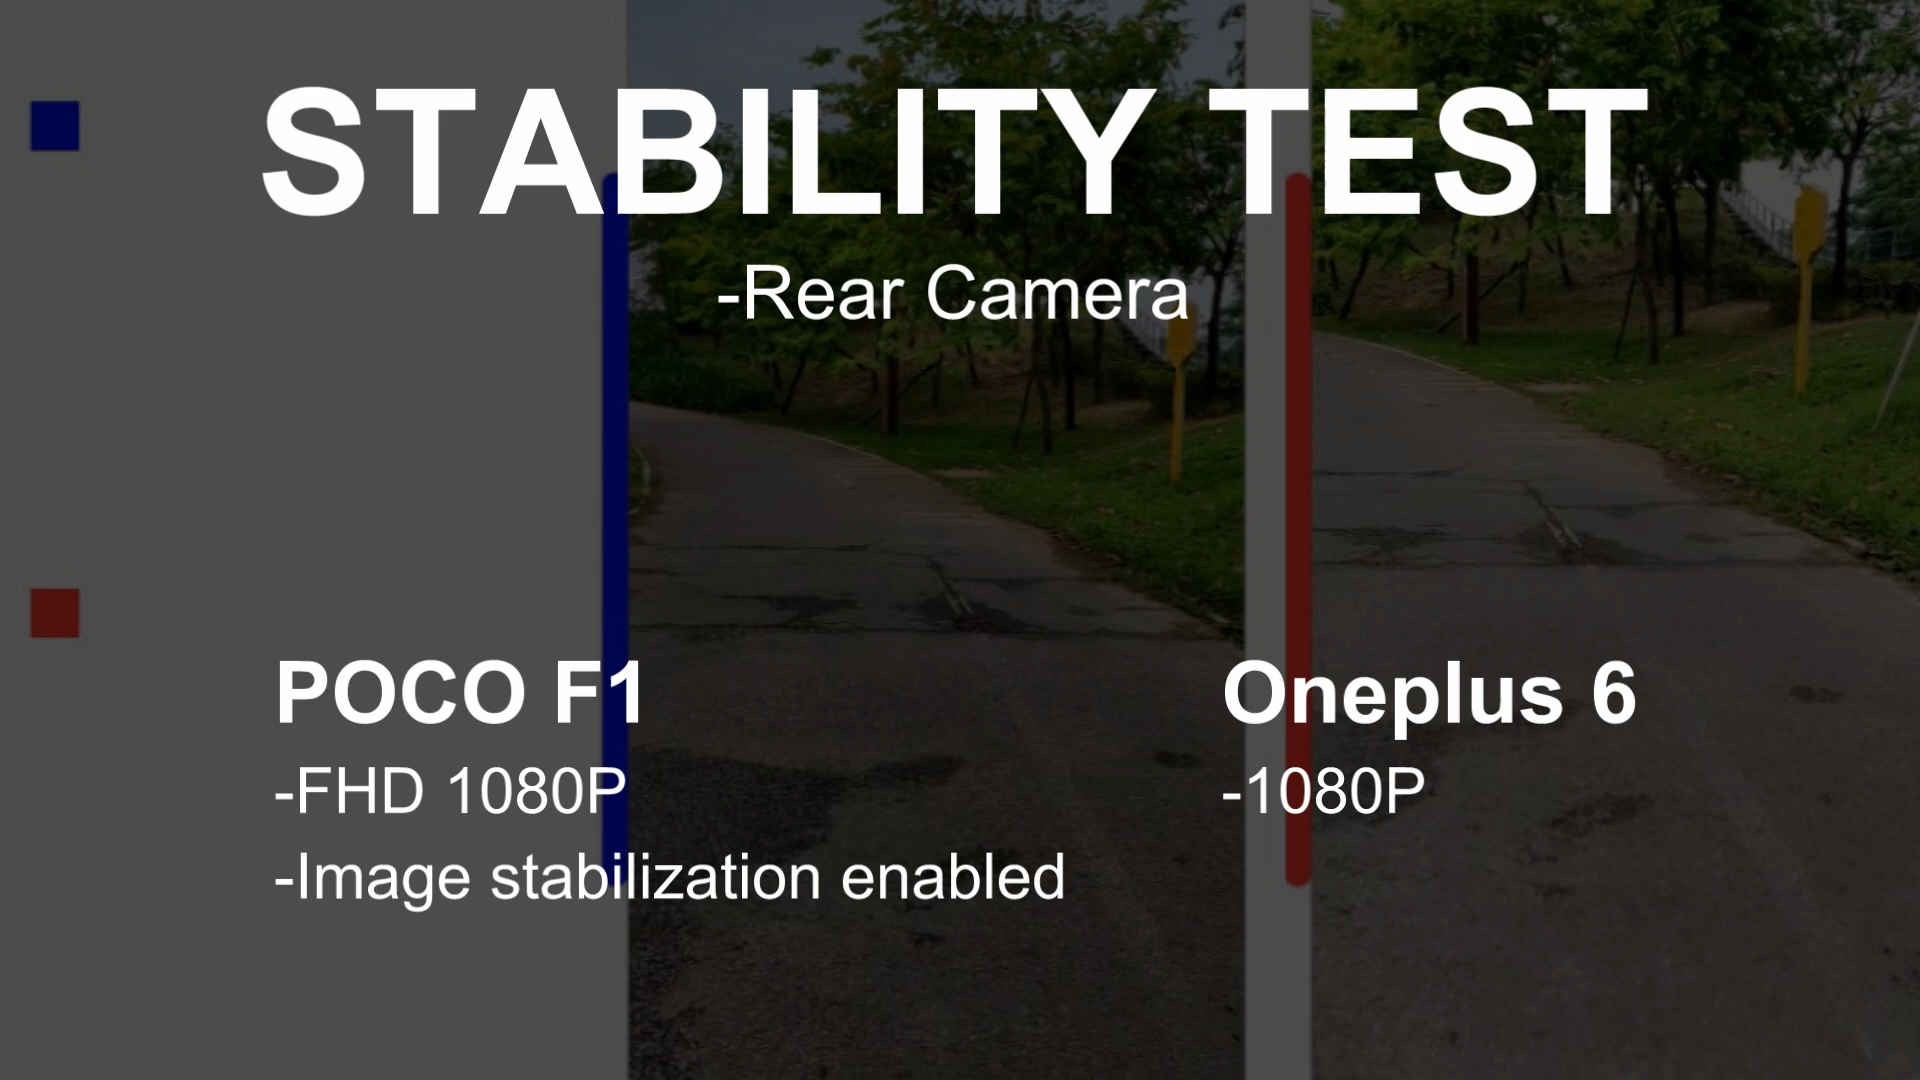 STABILITY TEST
-Rear Camera
POCO F1
-FHD 1080P
-Image stabilization enabled
Oneplus 6
-1080P